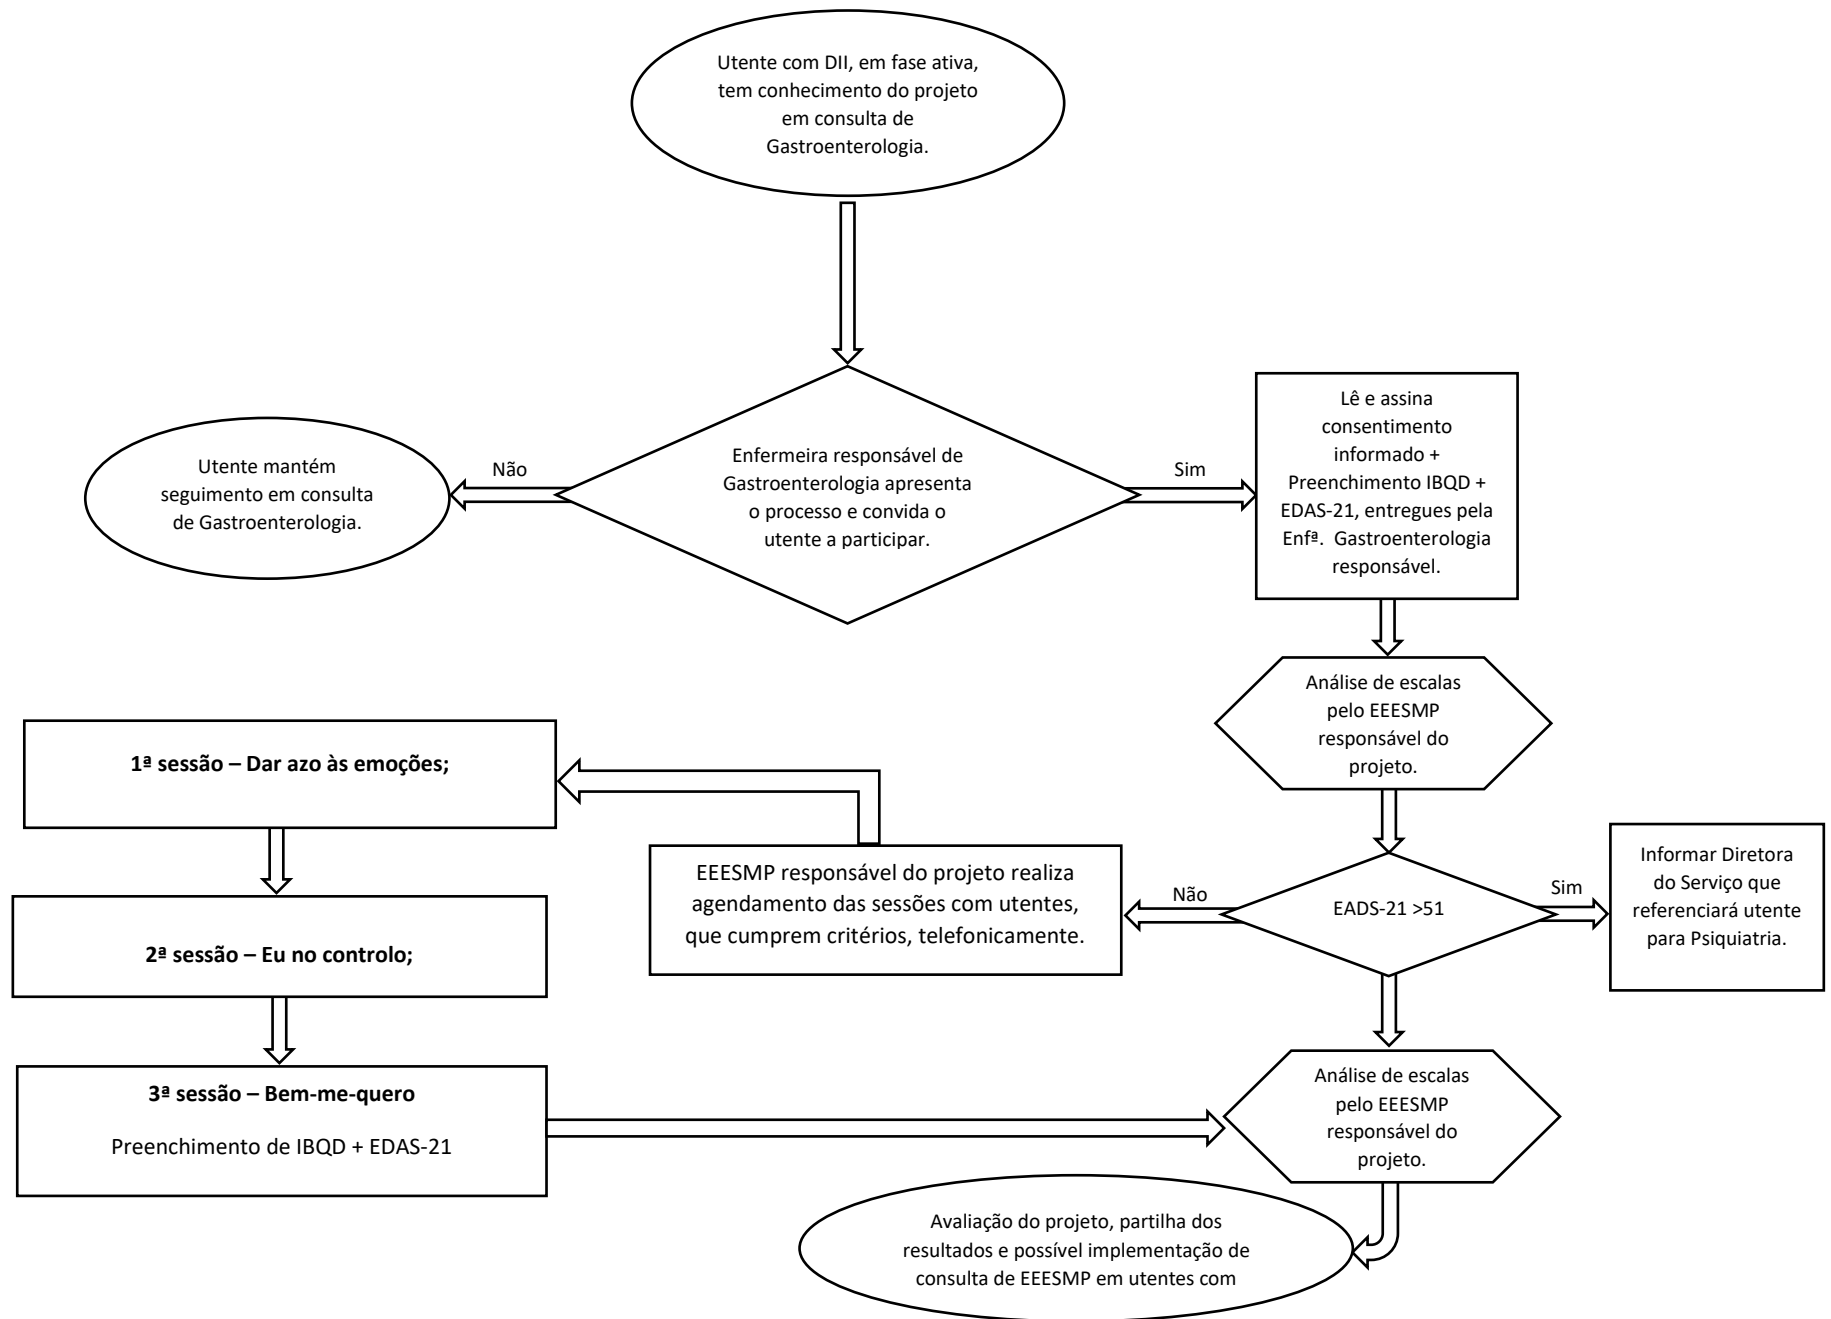 Utente com DII, em fase ativa,
tem conhecimento do projeto
em consulta de
Gastroenterologia.
Utente mantém
seguimento em consulta
de Gastroenterologia.
Não
Enfermeira responsável de
Gastroenterologia apresenta
o processo e convida o
utente a participar.
Sim
Lê e assina
consentimento
informado +
Preenchimento IBQD +
EDAS-21, entregues pela
Enfª.  Gastroenterologia
responsável.
Análise de escalas
pelo EEESMP
responsável do
projeto.
EADS-21 >51
Sim
Informar Diretora
do Serviço que
referenciará utente
para Psiquiatria.
Não
EEESMP responsável do projeto realiza
agendamento das sessões com utentes,
que cumprem critérios, telefonicamente.
1ª sessão – Dar azo às emoções;
2ª sessão – Eu no controlo;
3ª sessão – Bem-me-quero
Preenchimento de IBQD + EDAS-21
Análise de escalas
pelo EEESMP
responsável do
projeto.
Avaliação do projeto, partilha dos
resultados e possível implementação de
consulta de EEESMP em utentes com